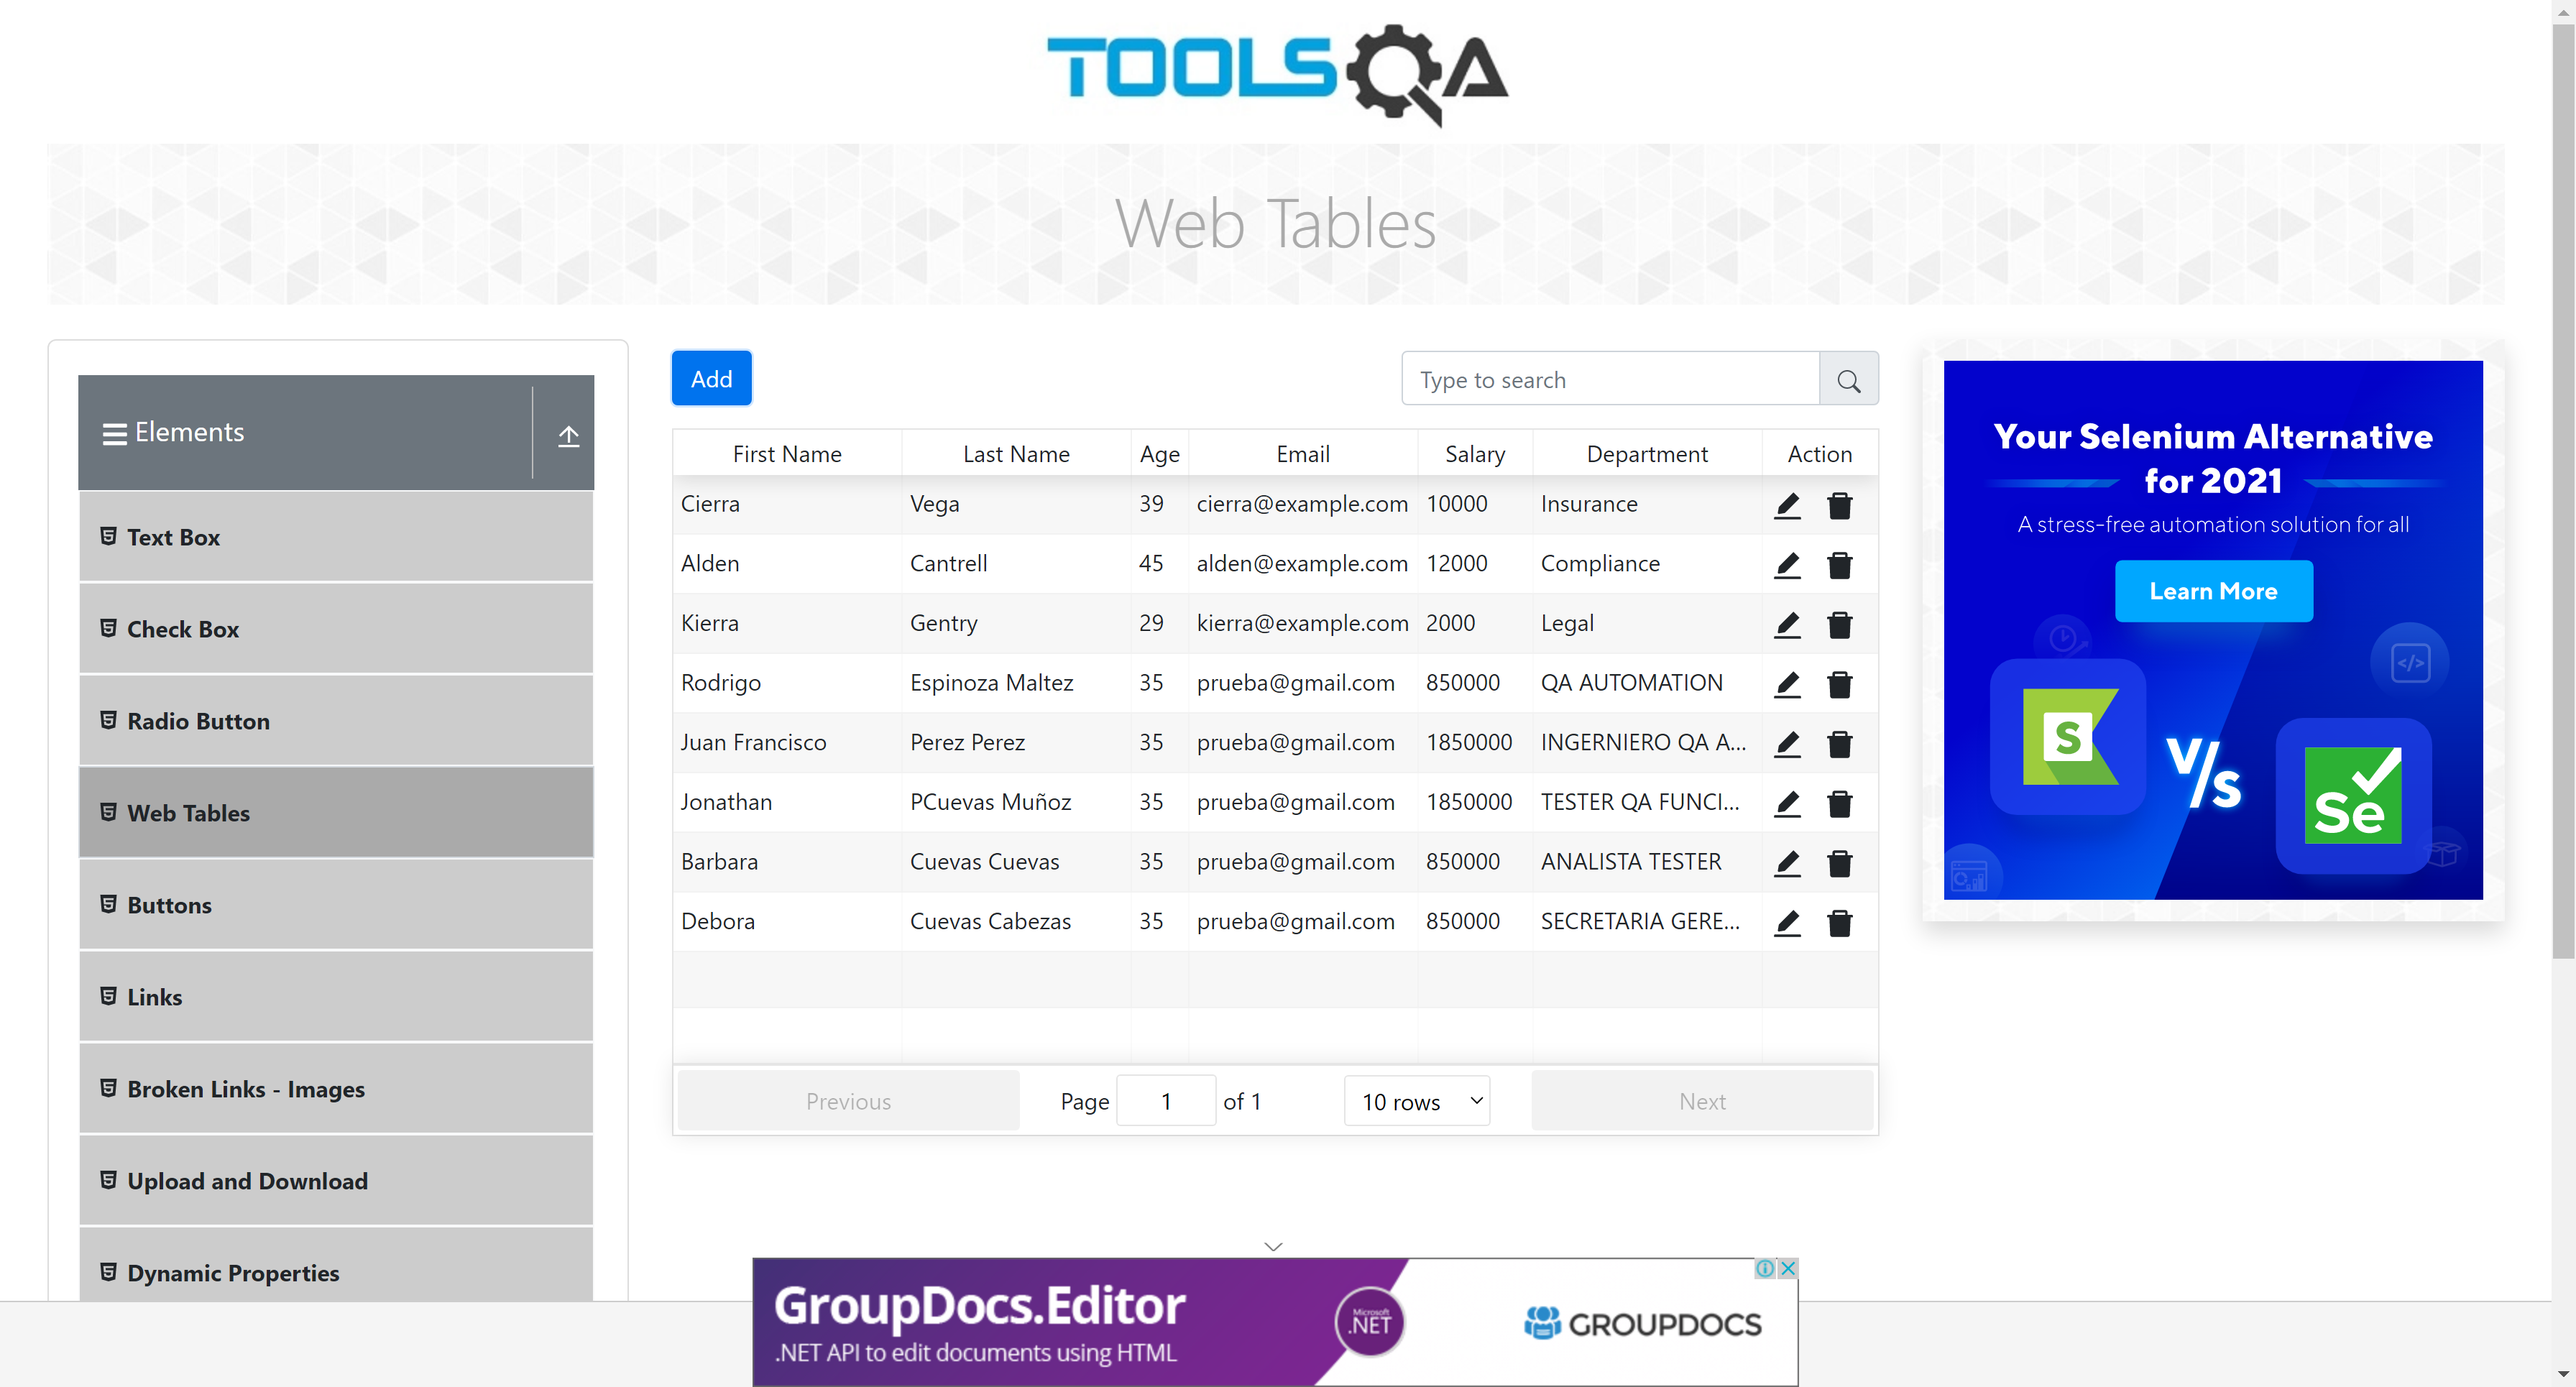 TOOLSQA
Web Tables
Elements
Text Box
Check Box
Radio Button
Web Tables
Buttons
Links
Broken Links - Images
Upload and Download
Dynamic Properties
Add
Type to search
First Name Last Name Age Email Salary Department Action
Cierra Vega 39 cierra@example.com 10000 Insurance
Alden Cantrell 45 alden@example.com 12000 Compliance
Kierra Gentry 29 kierra@example.com 2000 Legal
Rodrigo Espinoza Maltez 35 prueba@gmail.com 850000 QA AUTOMATION
Juan Francisco Perez Perez 35 prueba@gmail.com 1850000 INGERNIERO QA A...
Jonathan PCuevas Muñoz 35 prueba@gmail.com 1850000 TESTER QA FUNCI...
Barbara Cuevas Cuevas 35 prueba@gmail.com 850000 ANALISTA TESTER
Debora Cuevas Cabezas 35 prueba@gmail.com 850000 SECRETARIA GERE...
Previous Page 1 of 1 10 rows Next
Your Selenium Alternative
for 2021
A stress-free automation solution for all
Learn More
S
V/s
Se
GroupDocs.Editor
.NET API to edit documents using HTML
Microsoft
.NET
GROUPDOCS